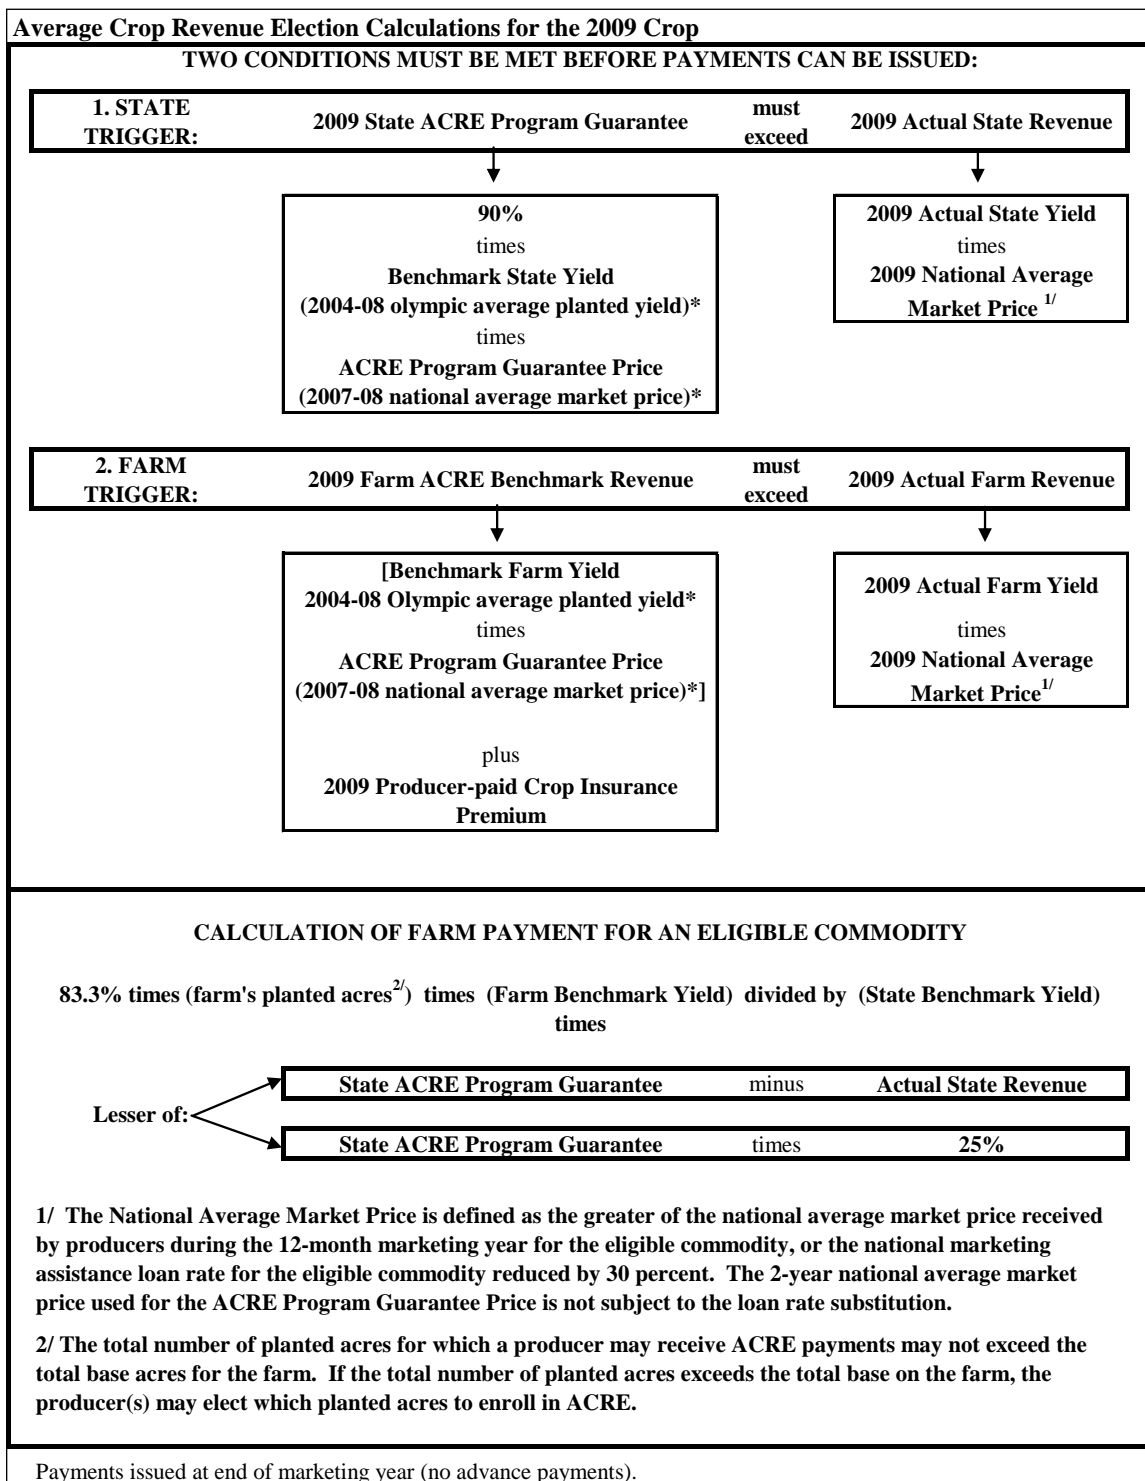 Average Crop Revenue Election Calculations for the 2009 Crop
TWO CONDITIONS MUST BE MET BEFORE PAYMENTS CAN BE ISSUED:
1. STATE TRIGGER: 2009 State ACRE Program Guarantee must exceed 2009 Actual State Revenue
90%
times
Benchmark State Yield
(2004-08 olympic average planted yield)*
times
ACRE Program Guarantee Price
(2007-08 national average market price)*
2009 Actual State Yield
times
2009 National Average
Market Price 1/
2. FARM TRIGGER: 2009 Farm ACRE Benchmark Revenue must exceed 2009 Actual Farm Revenue
[Benchmark Farm Yield
2004-08 Olympic average planted yield*
times
ACRE Program Guarantee Price
(2007-08 national average market price)*]
plus
2009 Producer-paid Crop Insurance
Premium
2009 Actual Farm Yield
times
2009 National Average
Market Price1/
CALCULATION OF FARM PAYMENT FOR AN ELIGIBLE COMMODITY
83.3% times (farm's planted acres2/) times (Farm Benchmark Yield) divided by (State Benchmark Yield)
times
Lesser of:
State ACRE Program Guarantee minus Actual State Revenue
State ACRE Program Guarantee times 25%
1/ The National Average Market Price is defined as the greater of the national average market price received
by producers during the 12-month marketing year for the eligible commodity, or the national marketing
assistance loan rate for the eligible commodity reduced by 30 percent. The 2-year national average market
price used for the ACRE Program Guarantee Price is not subject to the loan rate substitution.
2/ The total number of planted acres for which a producer may receive ACRE payments may not exceed the
total base acres for the farm. If the total number of planted acres exceeds the total base on the farm, the
producer(s) may elect which planted acres to enroll in ACRE.
Payments issued at end of marketing year (no advance payments).